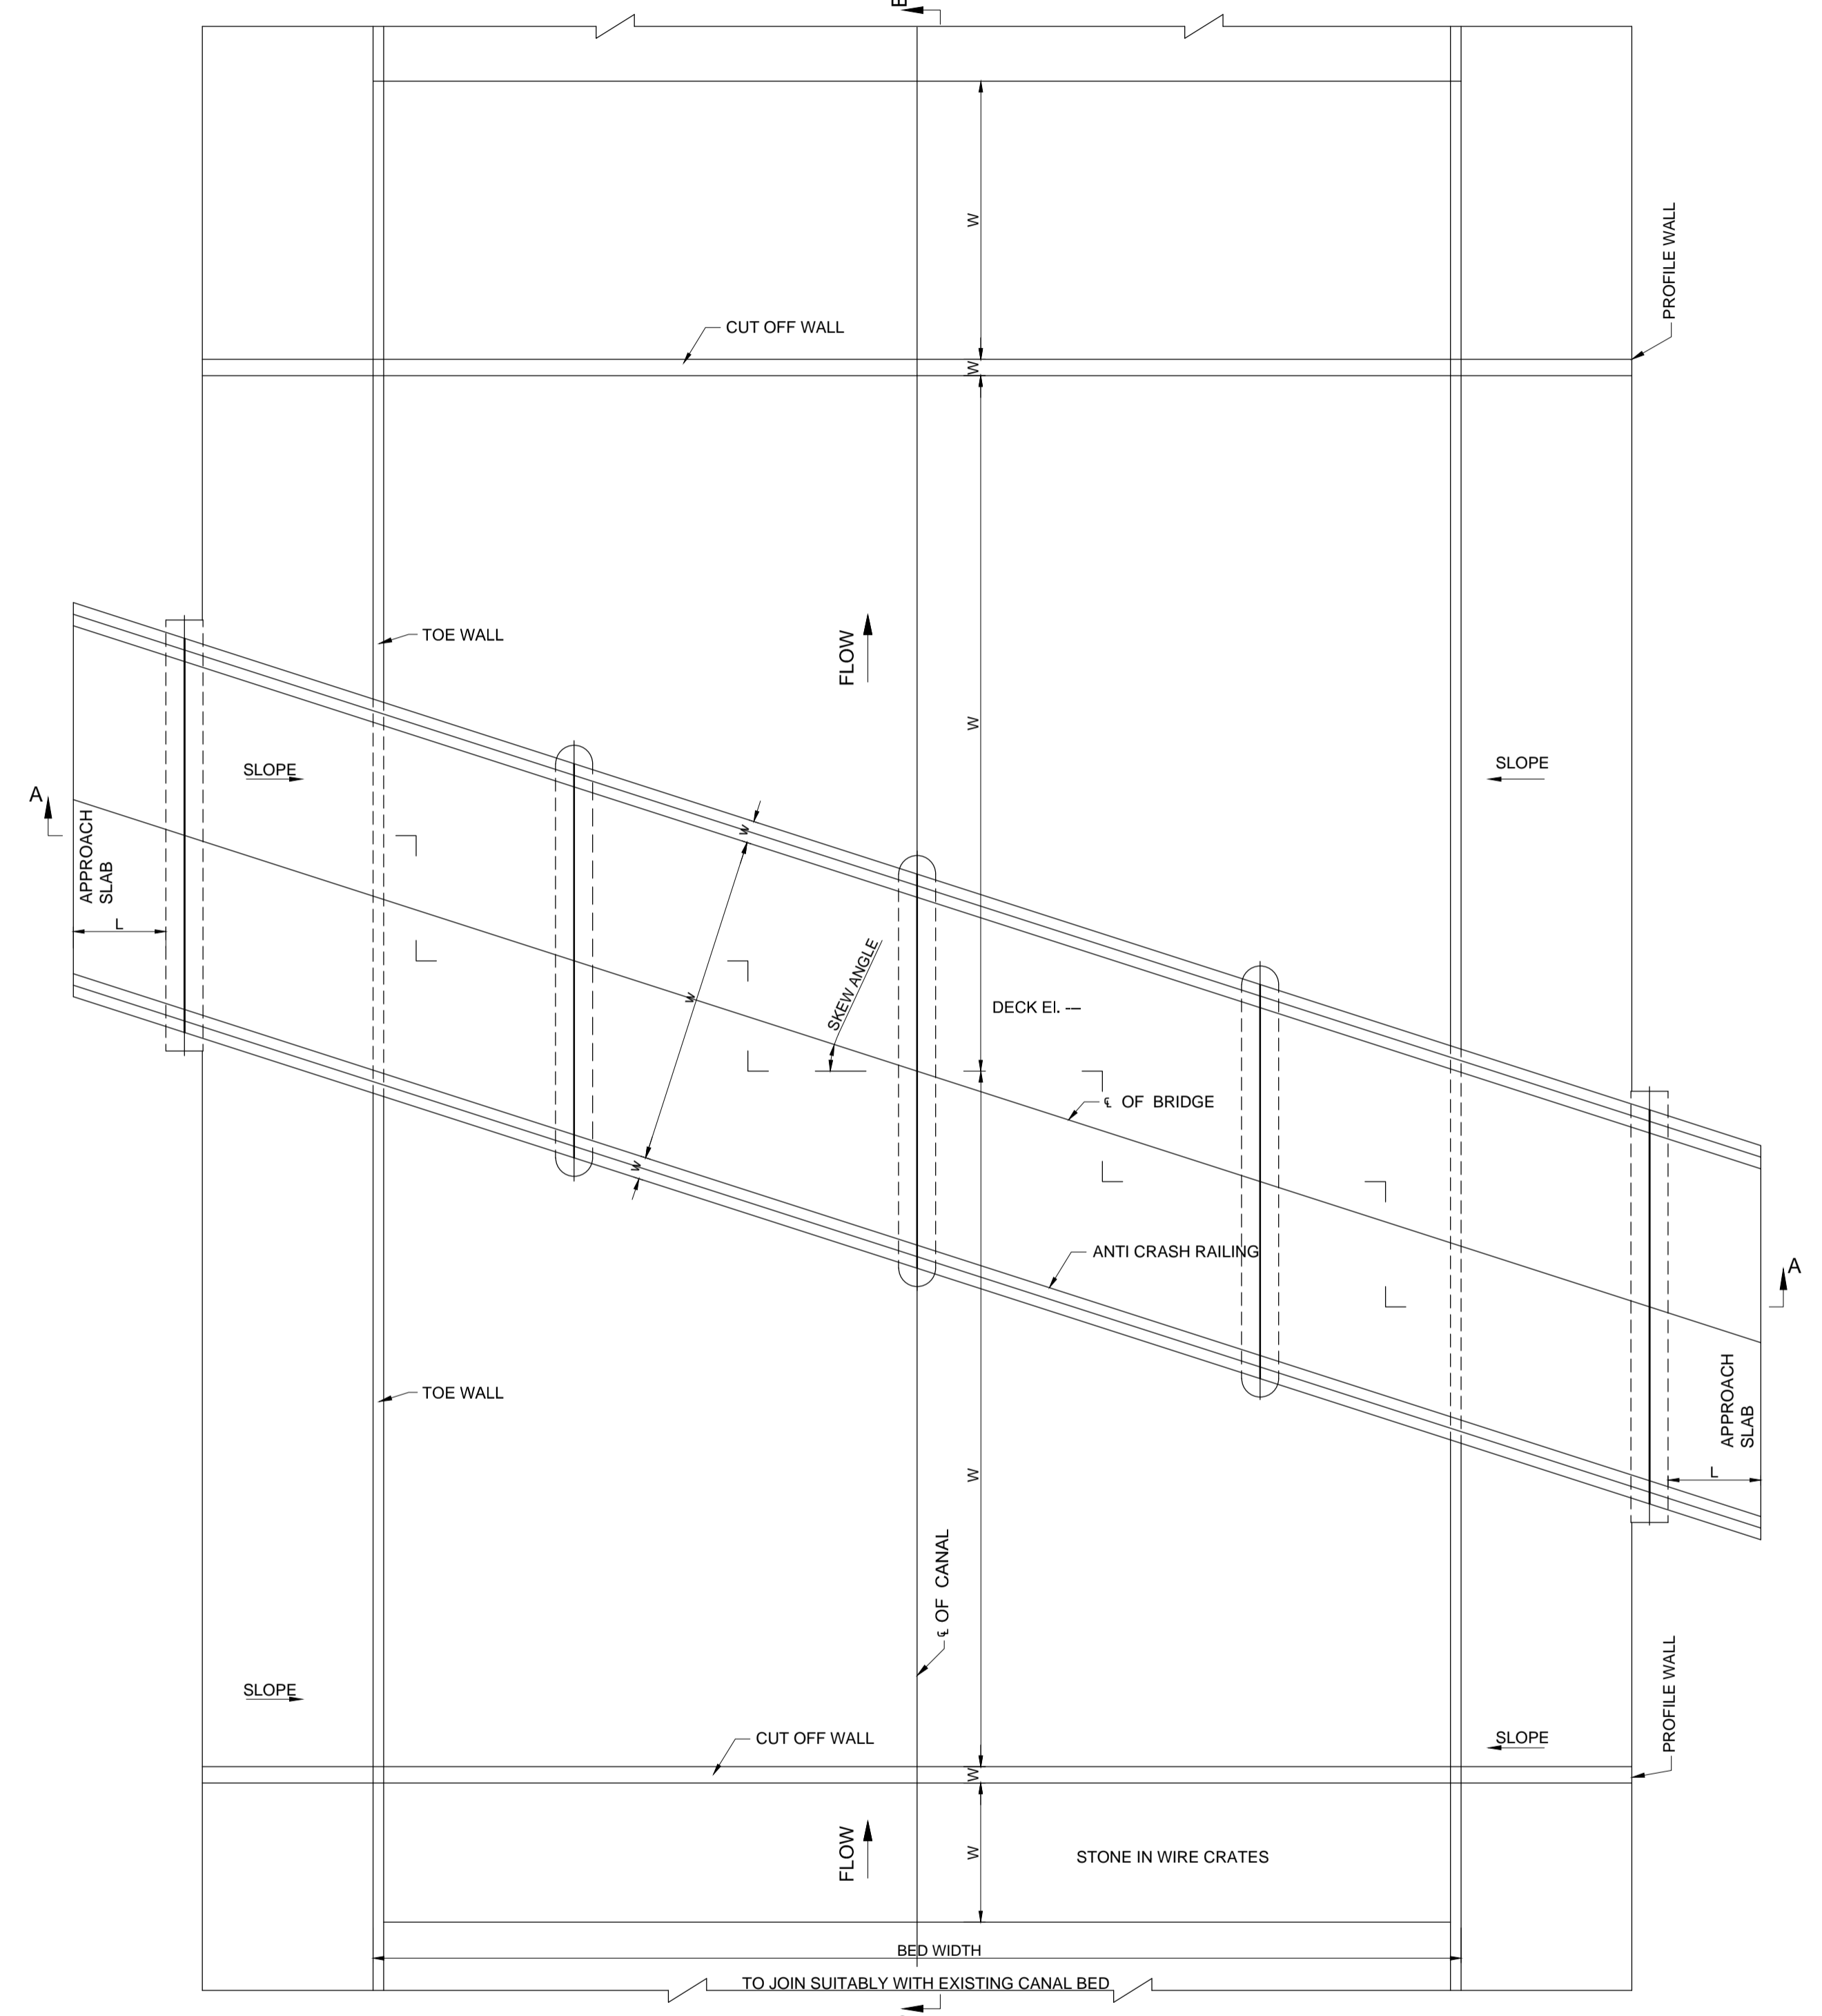 B
W
PROFILE WALL
CUT OFF WALL
W
TOE WALL
FLOW
W
SLOPE
SLOPE
A
APPROACH
SLAB
W
L
SKEW ANGLE
W
DECK El. ---
℄ OF BRIDGE
W
ANTI CRASH RAILING
A
APPROACH
SLAB
TOE WALL
W
L
℄ OF CANAL
SLOPE
PROFILE WALL
CUT OFF WALL
SLOPE
W
FLOW
W
STONE IN WIRE CRATES
BED WIDTH
TO JOIN SUITABLY WITH EXISTING CANAL BED